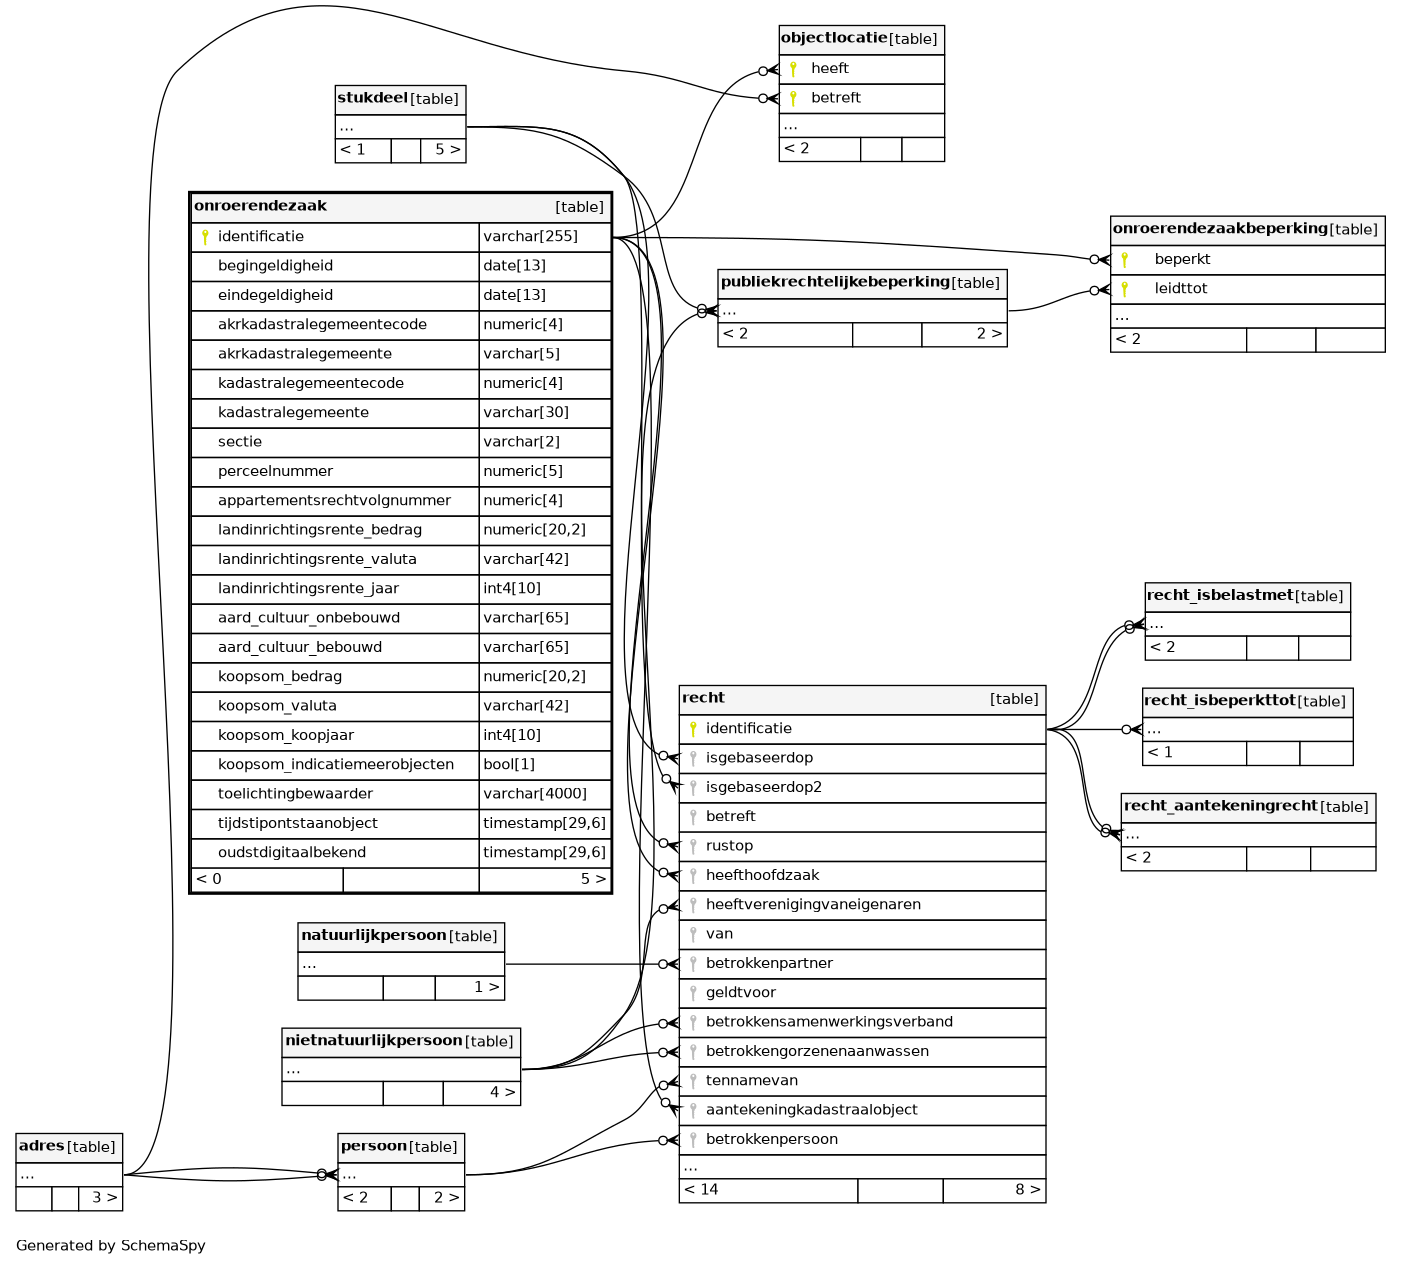 objectlocatie [table]
heeft
betreft
...
< 2
stukdeel [table]
...
< 1 5 >
onroerendezaak [table]
identificatie varchar[255]
begingeldigheid date[13]
eindegeldigheid date[13]
akrkadastralegemeentecode numeric[4]
akrkadastralegemeente varchar[5]
kadastralegemeentecode numeric[4]
kadastralegemeente varchar[30]
sectie varchar[2]
perceelnummer numeric[5]
appartementsrechtvolgnummer numeric[4]
landinrichtingsrente_bedrag numeric[20,2]
landinrichtingsrente_valuta varchar[42]
landinrichtingsrente_jaar int4[10]
aard_cultuur_onbebouwd varchar[65]
aard_cultuur_bebouwd varchar[65]
koopsom_bedrag numeric[20,2]
koopsom_valuta varchar[42]
koopsom_koopjaar int4[10]
koopsom_indicatiemeerobjecten bool[1]
toelichtingbewaarder varchar[4000]
tijdstipontstaanobject timestamp[29,6]
oudstdigitaalbekend timestamp[29,6]
< 0 5 >
publiekrechtelijkebeperking [table]
...
< 2 2 >
onroerendezaakbeperking [table]
beperkt
leidttot
...
< 2
recht_isbelastmet [table]
...
< 2
recht_isbeperkttot [table]
...
< 1
recht_aantekeningrecht [table]
...
< 2
recht [table]
identificatie
isgebaseerdop
isgebaseerdop2
betreft
rustop
heefthoofdzaak
heeftverenigingvaneigenaren
van
betrokkenpartner
geldtvoor
betrokkensamenwerkingsverband
betrokkengorzenenaanwassen
tennamevan
aantekeningkadastraalobject
betrokkenpersoon
...
< 14 8 >
natuurlijkpersoon [table]
...
1 >
nietnatuurlijkpersoon [table]
...
4 >
adres [table]
...
3 >
persoon [table]
...
< 2 2 >
Generated by SchemaSpy